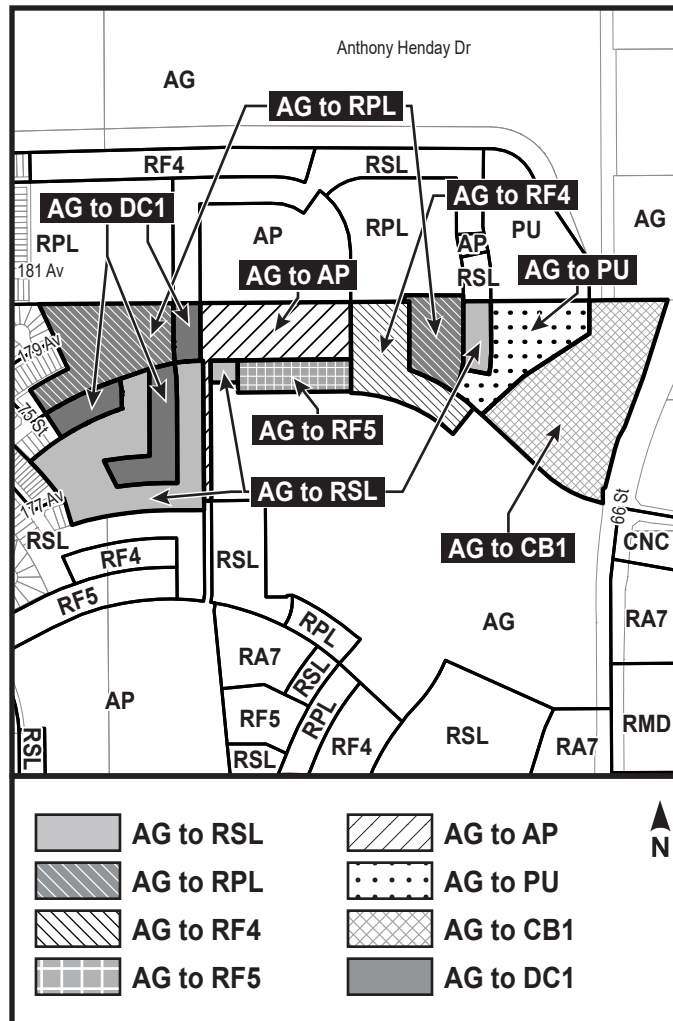 Anthony Henday Dr
AG
AG to RPL
RF4
RSL
AG to RF4
AG to DC1
RPL
AP
RPL
AP
PU
AG
181 Av
RSL
AG to PU
AG to AP
179 Av
75 St
AG to RF5
AG to RSL
177 Av
66 St
RSL
AG to CB1
CNC
RF4
RSL
RF5
RPL
AG
RA7
RA7
RSL
AP
RF5
RPL
RSL
RF4
RSL
RA7
RMD
RSL
AG to RSL
AG to AP
AG to RPL
AG to PU
AG to RF4
AG to CB1
AG to RF5
AG to DC1
N